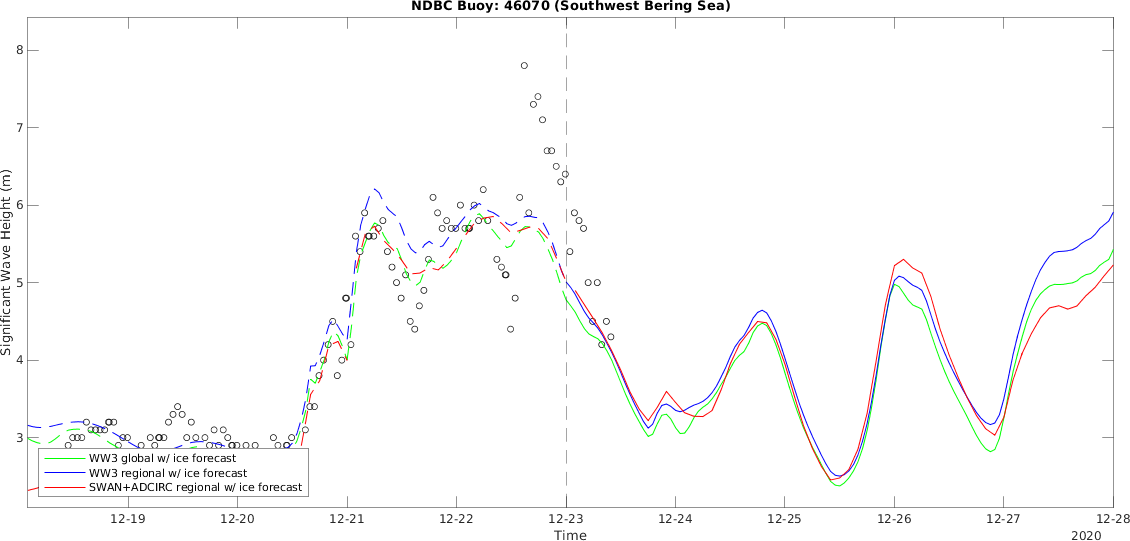 NDBC Buoy: 46070 (Southwest Bering Sea)
8
7
6
5
4
3
Significant Wave Height (m)
WW3 global w/ ice forecast
WW3 regional w/ ice forecast
SWAN+ADCIRC regional w/ ice forecast
12-19 12-20 12-21 12-22 12-23 12-24 12-25 12-26 12-27 12-28
Time
2020